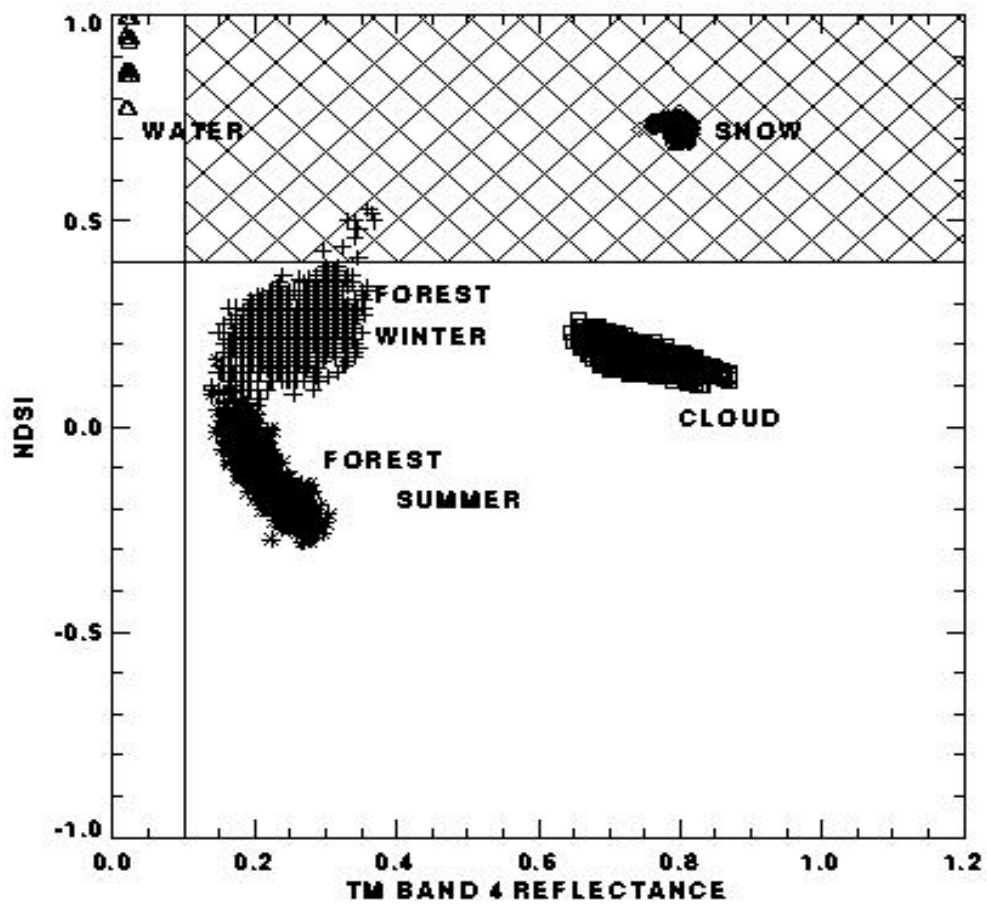 1.0
WATER
SNOW
0.5
FOREST
WINTER
CLOUD
0.0
FOREST
SUMMER
NDSI
-0.5
-1.0
0.0 0.2 0.4 0.6 0.8 1.0 1.2
TM BAND 4 REFLECTANCE